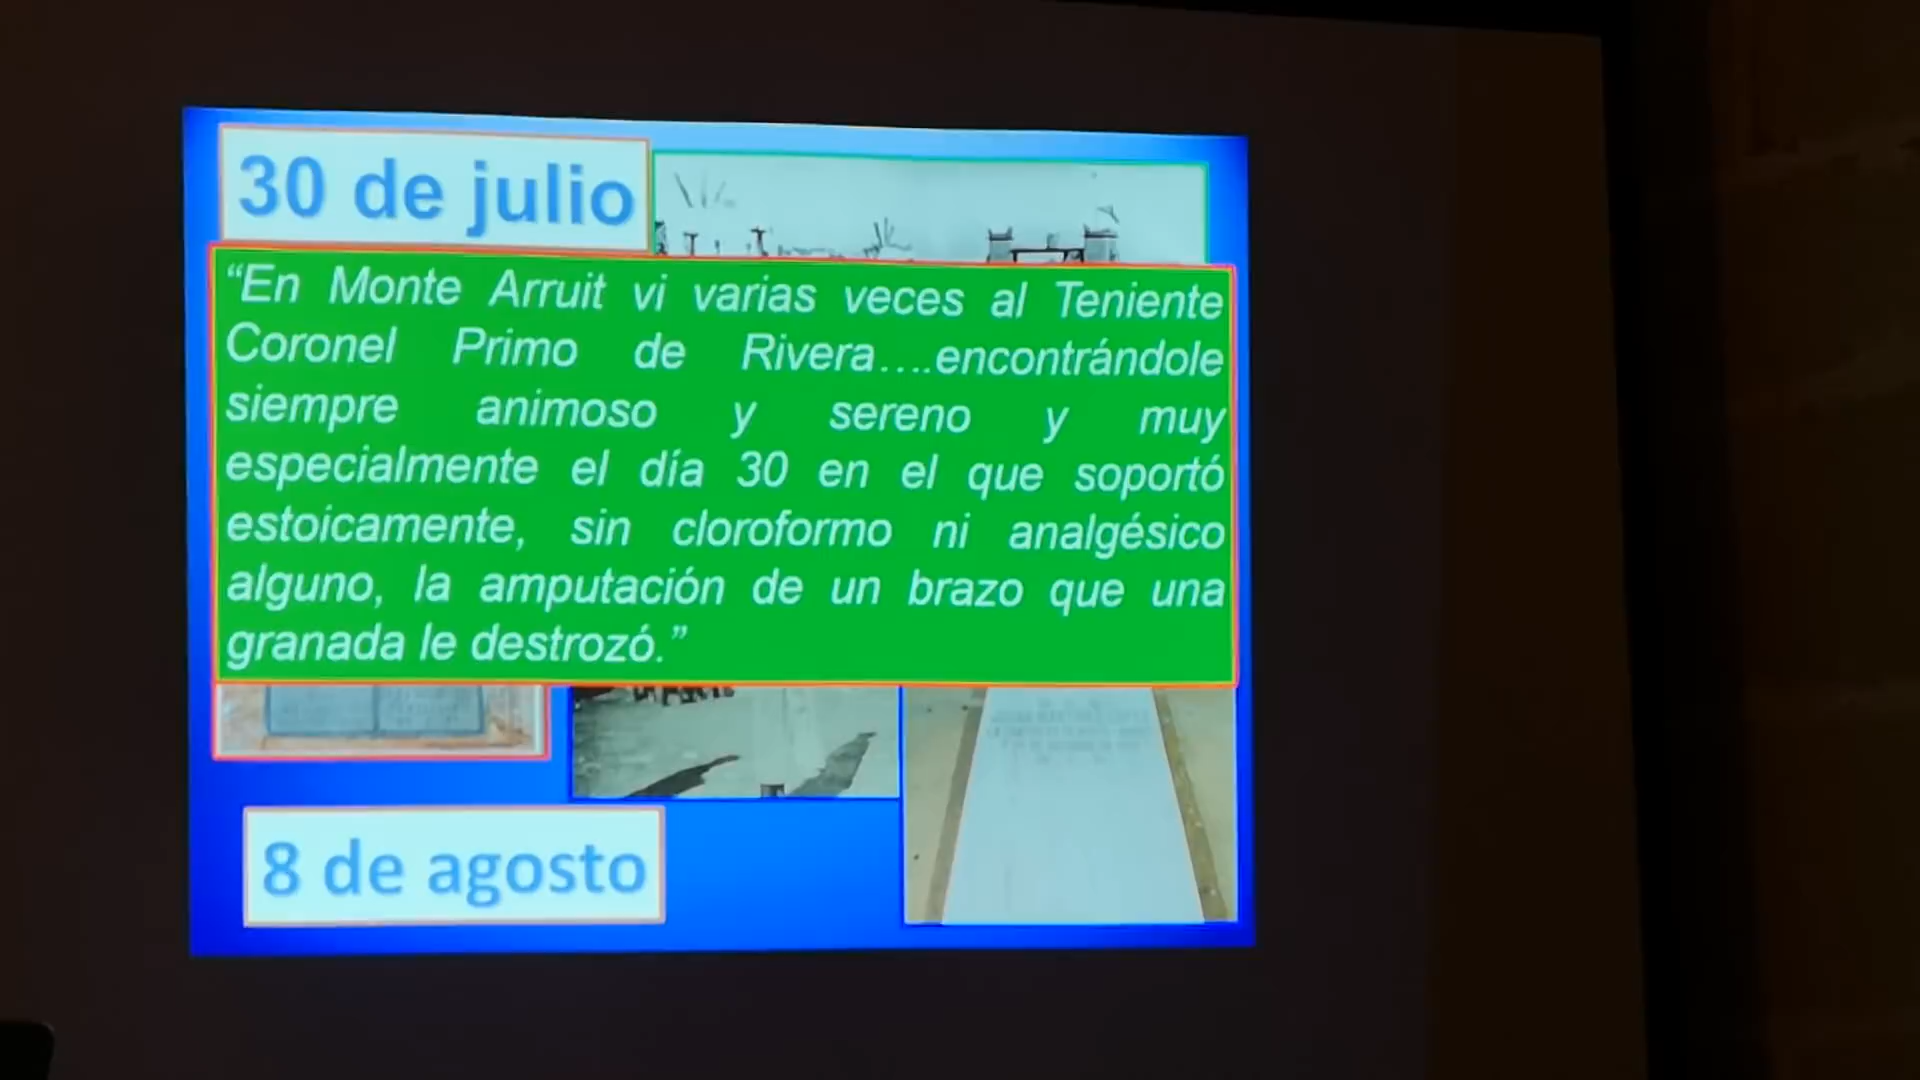 30 de julio
“En Monte Arruit vi varias veces al Teniente
Coronel Primo de Rivera….encontrándole
siempre animoso y sereno y muy
especialmente el día 30 en el que soportó
estoicamente, sin cloroformo ni analgésico
alguno, la amputación de un brazo que una
granada le destrozó.”
8 de agosto